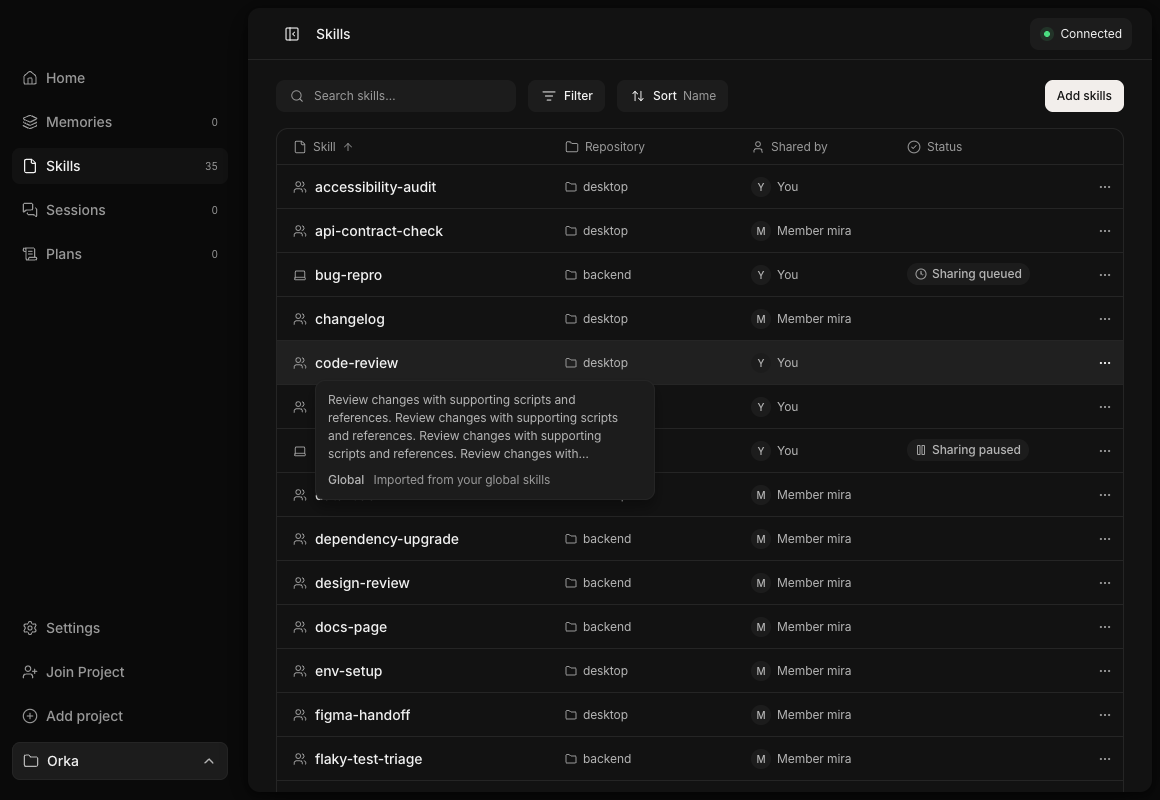 Skills
Connected
Home
Memories 0
Skills 35
Sessions 0
Plans 0
Search skills...
Filter
Sort Name
Add skills
Skill Repository Shared by Status
accessibility-audit desktop Y You
api-contract-check desktop M Member mira
bug-repro backend Y You Sharing queued
changelog desktop M Member mira
code-review desktop Y You
Review changes with supporting scripts and
references. Review changes with supporting scripts
and references. Review changes with supporting
scripts and references. Review changes with...
Global Imported from your global skills
Y You
Y You Sharing paused
M Member mira
dependency-upgrade backend M Member mira
design-review backend M Member mira
docs-page backend M Member mira
env-setup desktop M Member mira
figma-handoff desktop M Member mira
flaky-test-triage backend M Member mira
Settings
Join Project
Add project
Orka